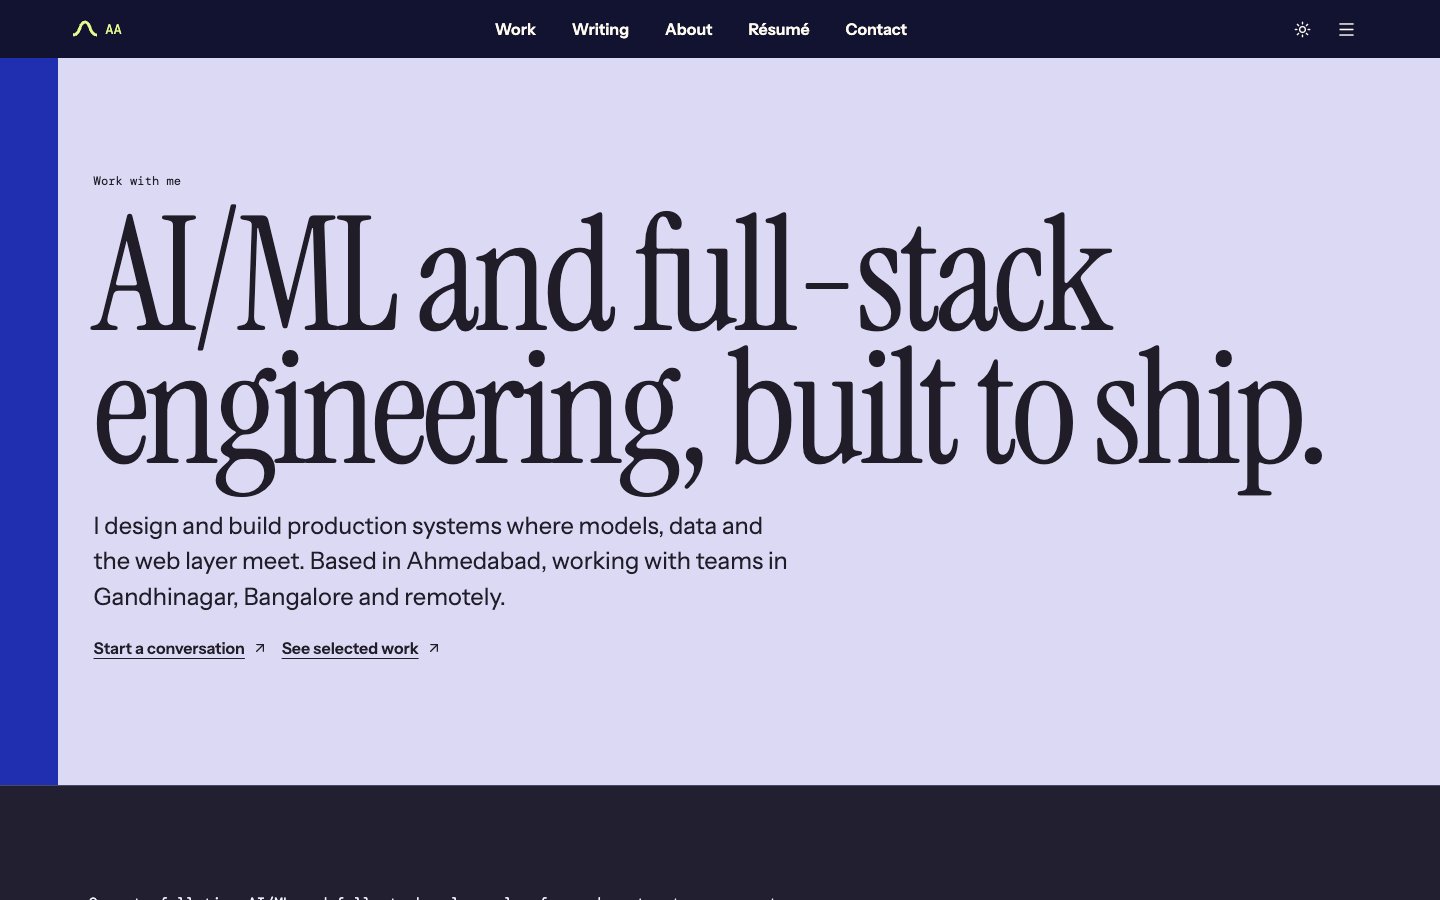 AA
Work
Writing
About
Résumé
Contact
Work with me
AI/ML and full-stack
engineering, built to ship.
I design and build production systems where models, data and
the web layer meet. Based in Ahmedabad, working with teams in
Gandhinagar, Bangalore and remotely.
Start a conversation
See selected work